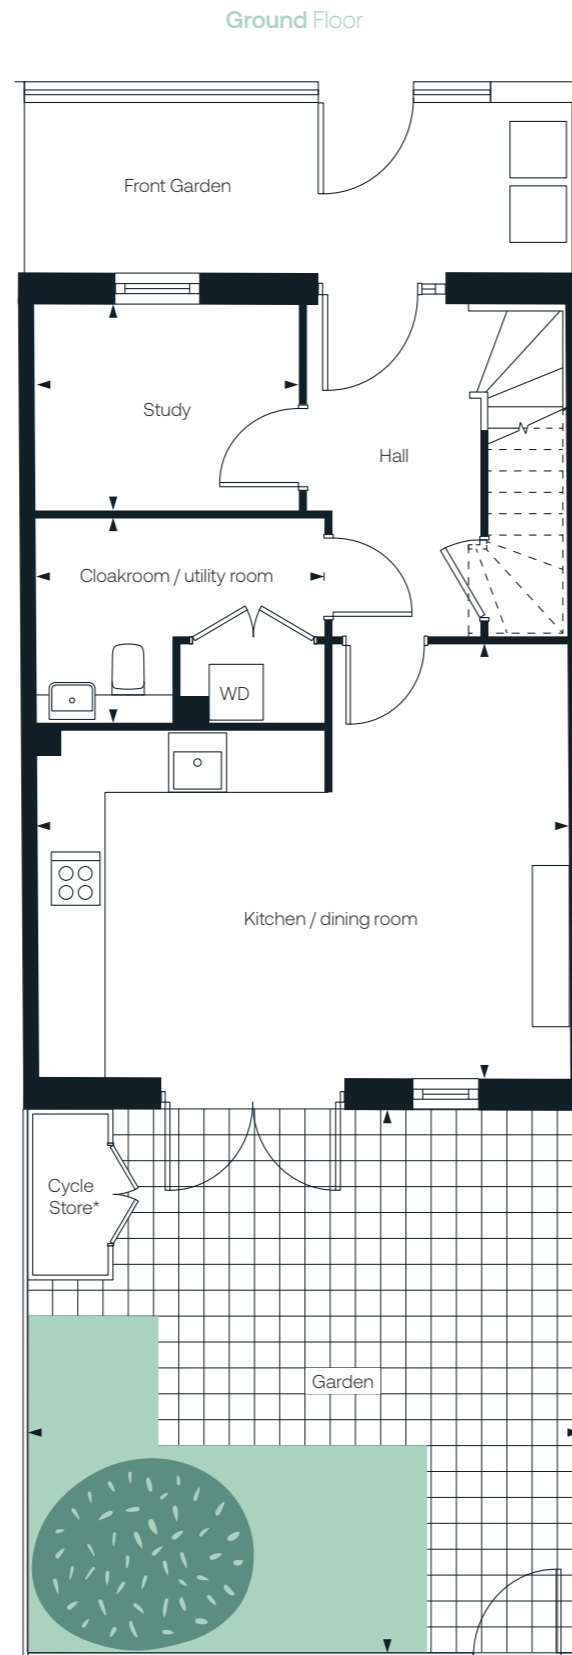 Ground Floor
Front Garden
Study
Hall
Cloakroom / utility room
WD
Kitchen / dining room
Cycle
Store*
Garden